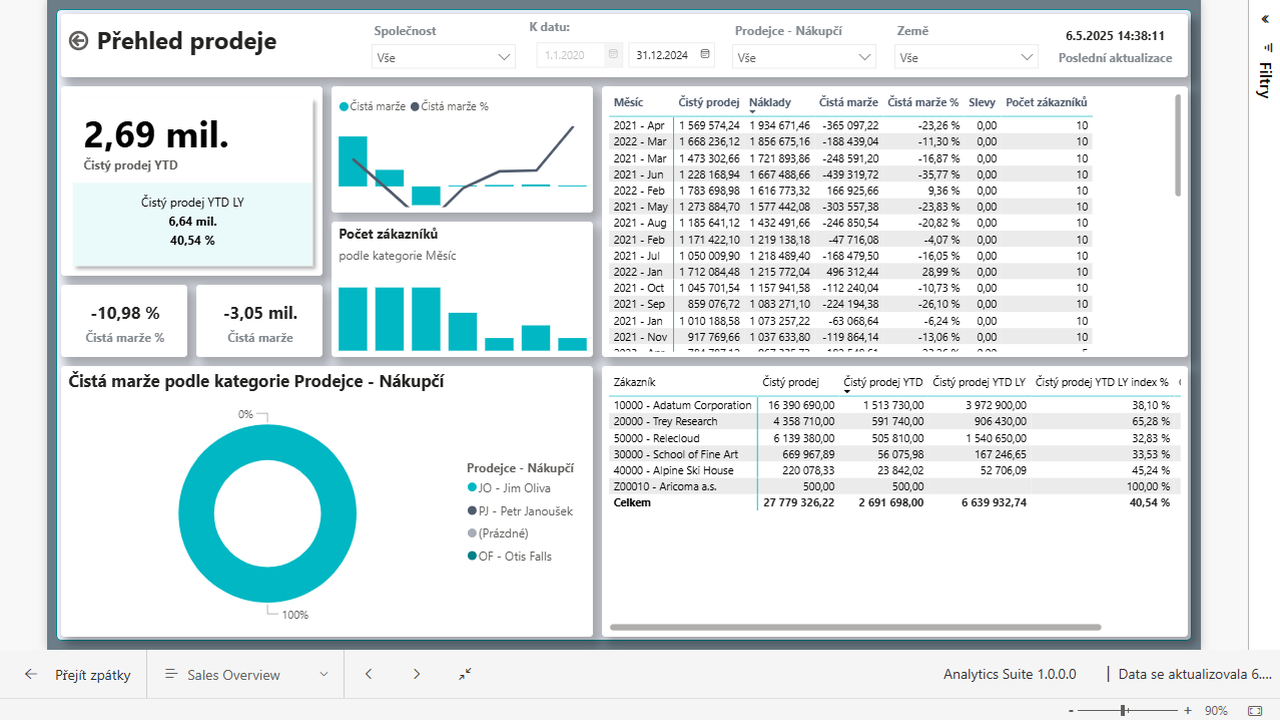 Přehled prodeje
Společnost
Vše
K datu:
1.1.2020
31.12.2024
Prodejce - Nákupčí
Vše
Země
Vše
6.5.2025 14:38:11
Poslední aktualizace
Filtry
2,69 mil.
Čistý prodej YTD
Čistý prodej YTD LY
6,64 mil.
40,54 %
-10,98 %
Čistá marže %
-3,05 mil.
Čistá marže
Čistá marže Čistá marže %
Počet zákazníků
podle kategorie Měsíc
Měsíc Čistý prodej Náklady Čistá marže Čistá marže % Slevy Počet zákazníků
2021 - Apr 1 569 574,24 1 934 671,46 -365 097,22 -23,26 % 0,00 10
2022 - Mar 1 668 236,12 1 856 675,16 -188 439,04 -11,30 % 0,00 10
2021 - Mar 1 473 302,66 1 721 893,86 -248 591,20 -16,87 % 0,00 10
2021 - Jun 1 228 168,94 1 667 488,66 -439 319,72 -35,77 % 0,00 10
2022 - Feb 1 783 698,98 1 616 773,32 166 925,66 9,36 % 0,00 10
2021 - May 1 273 884,70 1 577 442,08 -303 557,38 -23,83 % 0,00 10
2021 - Aug 1 185 641,12 1 432 491,66 -246 850,54 -20,82 % 0,00 10
2021 - Feb 1 171 422,10 1 219 138,18 -47 716,08 -4,07 % 0,00 10
2021 - Jul 1 050 009,90 1 218 489,40 -168 479,50 -16,05 % 0,00 10
2022 - Jan 1 712 084,48 1 215 772,04 496 312,44 28,99 % 0,00 10
2021 - Oct 1 045 701,54 1 157 941,58 -112 240,04 -10,73 % 0,00 10
2021 - Sep 859 076,72 1 083 271,10 -224 194,38 -26,10 % 0,00 10
2021 - Jan 1 010 188,58 1 073 257,22 -63 068,64 -6,24 % 0,00 10
2021 - Nov 917 769,66 1 037 633,80 -119 864,14 -13,06 % 0,00 10
Čistá marže podle kategorie Prodejce - Nákupčí
0%
100%
Prodejce - Nákupčí
JO - Jim Oliva
PJ - Petr Janoušek
(Prázdné)
OF - Otis Falls
Zákazník Čistý prodej Čistý prodej YTD Čistý prodej YTD LY Čistý prodej YTD LY index %
10000 - Adatum Corporation 16 390 690,00 1 513 730,00 3 972 900,00 38,10 %
20000 - Trey Research 4 358 710,00 591 740,00 906 430,00 65,28 %
50000 - Relecloud 6 139 380,00 505 810,00 1 540 650,00 32,83 %
30000 - School of Fine Art 669 967,89 56 075,98 167 246,65 33,53 %
40000 - Alpine Ski House 220 078,33 23 842,02 52 706,09 45,24 %
Z00010 - Aricoma a.s. 500,00 500,00 100,00 %
Celkem 27 779 326,22 2 691 698,00 6 639 932,74 40,54 %
Přejít zpátky
Sales Overview
Analytics Suite 1.0.0.0
| Data se aktualizovala 6....
- + 90%